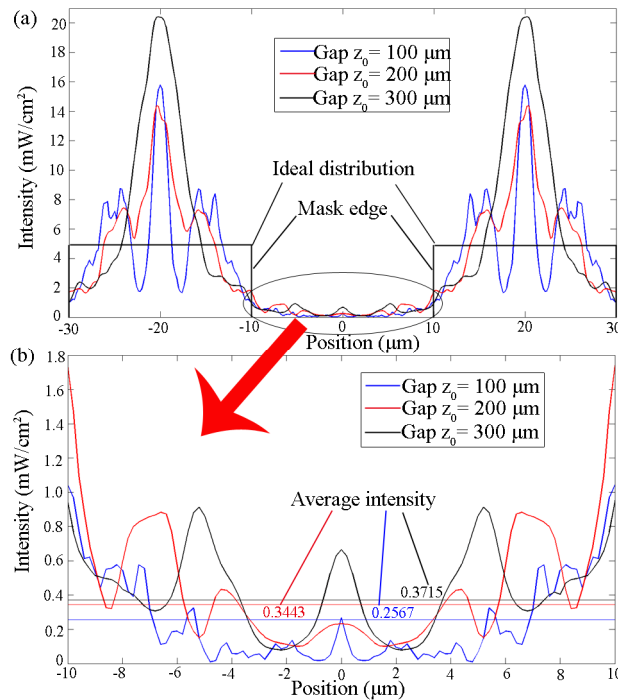 (a)
Intensity (mW/cm²)
20
18
16
14
12
10
8
6
4
2
0
Gap z₀= 100 μm
Gap z₀= 200 μm
Gap z₀= 300 μm
Ideal distribution
Mask edge
-30 -20 -10 0 10 20 30
Position (μm)
(b)
Intensity (mW/cm²)
1.8
1.6
1.4
1.2
1.0
0.8
0.6
0.4
0.2
0
Gap z₀= 100 μm
Gap z₀= 200 μm
Gap z₀= 300 μm
Average intensity
0.3715
0.3443 0.2567
-10 -8 -6 -4 -2 0 2 4 6 8 10
Position (μm)